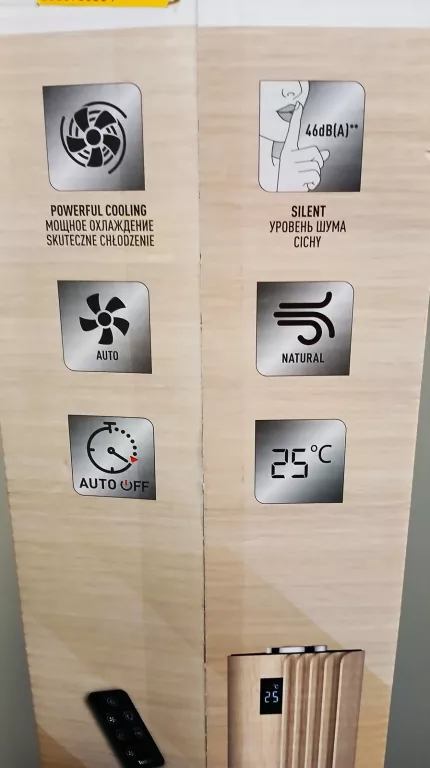 POWERFUL COOLING
МОЩНОЕ ОХЛАЖДЕНИЕ
SKUTECZNE CHŁODZENIE
46dB(A)**
SILENT
УРОВЕНЬ ШУМА
CICHY
AUTO
NATURAL
AUTO OFF
25°C
°C
25